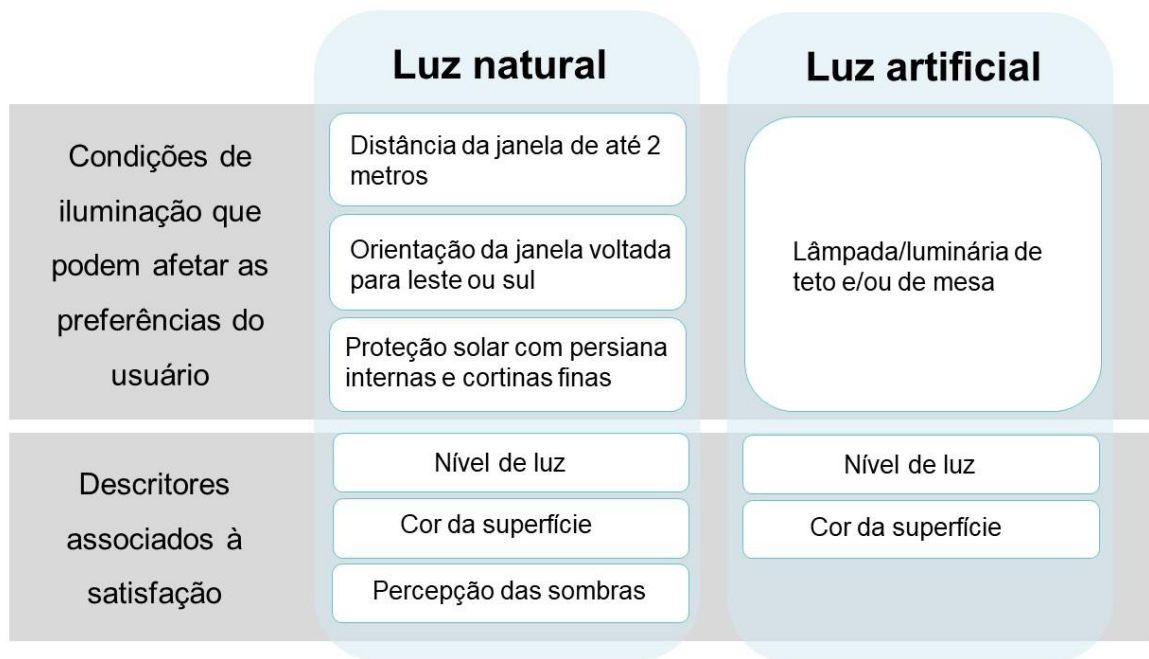 Luz natural
Luz artificial
Condições de
iluminação que
podem afetar as
preferências do
usuário
Distância da janela de até 2
metros
Orientação da janela voltada
para leste ou sul
Proteção solar com persiana
internas e cortinas finas
Lâmpada/luminária de
teto e/ou de mesa
Descritores
associados à
satisfação
Nível de luz
Cor da superfície
Percepção das sombras
Nível de luz
Cor da superfície